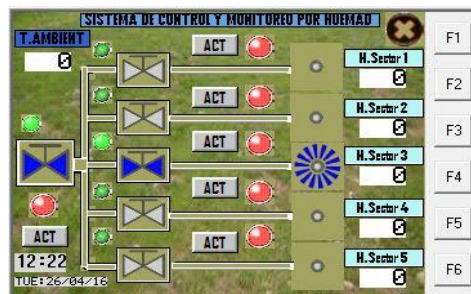 SISTEMA DE CONTROL Y MONITOREO POR HUEMAD
T.AMBIENT
0
ACT
H.Sector 1
0
F1
ACT
H.Sector 2
0
F2
ACT
H.Sector 3
0
F3
ACT
H.Sector 4
0
F4
ACT
ACT
H.Sector 5
0
F5
12:22
TUE:26/04/16
F6